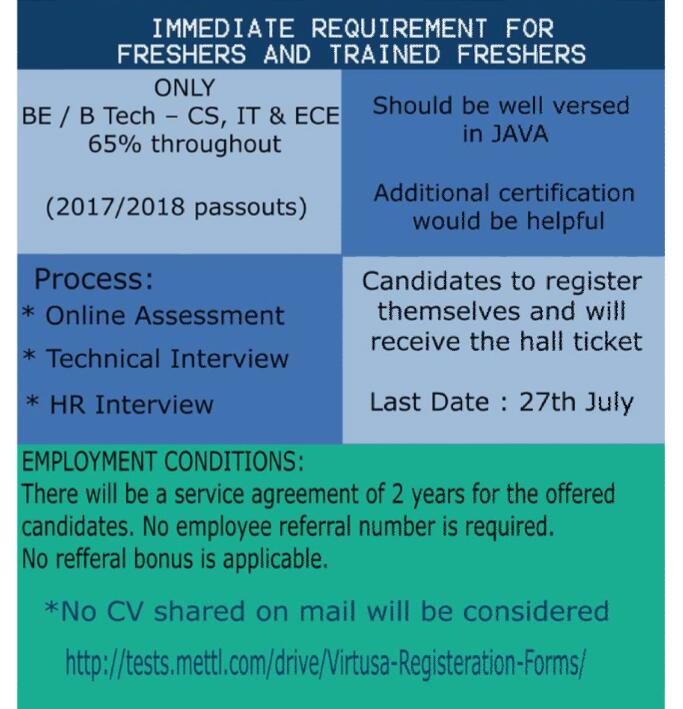 IMMEDIATE REQUIREMENT FOR
FRESHERS AND TRAINED FRESHERS
ONLY
BE / B Tech – CS, IT & ECE
65% throughout
(2017/2018 passouts)
Should be well versed
in JAVA
Additional certification
would be helpful
Process:
* Online Assessment
* Technical Interview
* HR Interview
Candidates to register
themselves and will
receive the hall ticket
Last Date : 27th July
EMPLOYMENT CONDITIONS:
There will be a service agreement of 2 years for the offered
candidates. No employee referral number is required.
No refferal bonus is applicable.
*No CV shared on mail will be considered
http://tests.mettl.com/drive/Virtusa-Registeration-Forms/